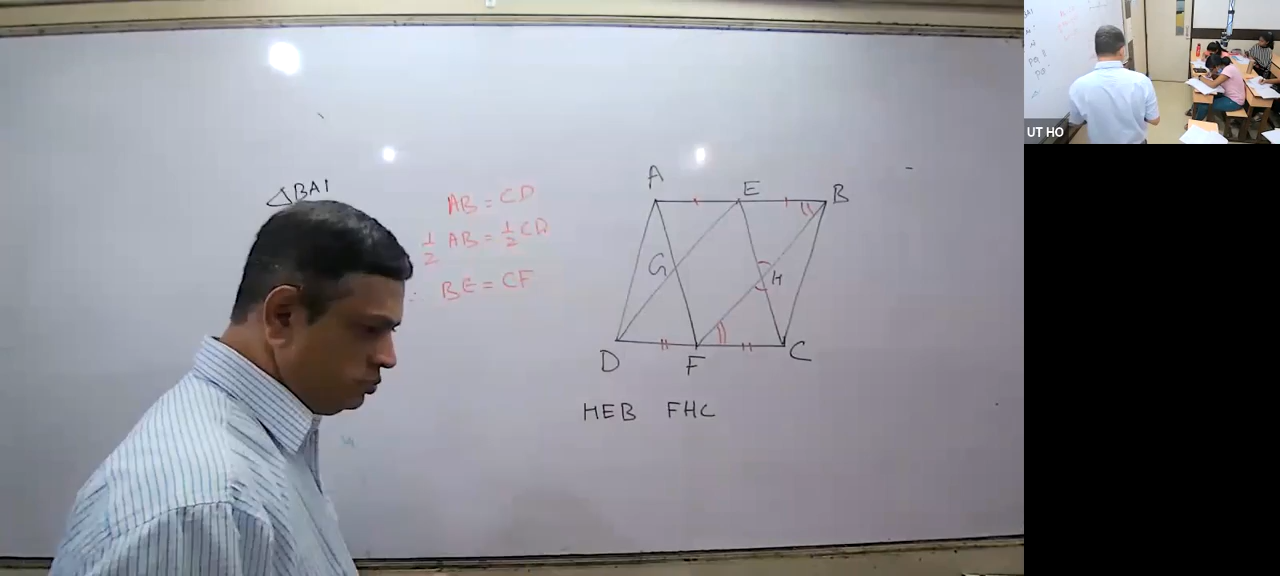 ∠BAI
AB = CD
1/2 AB = 1/2 CD
∴ BE = CF
A E B
G H
D F C
HEB FHC
UT HO